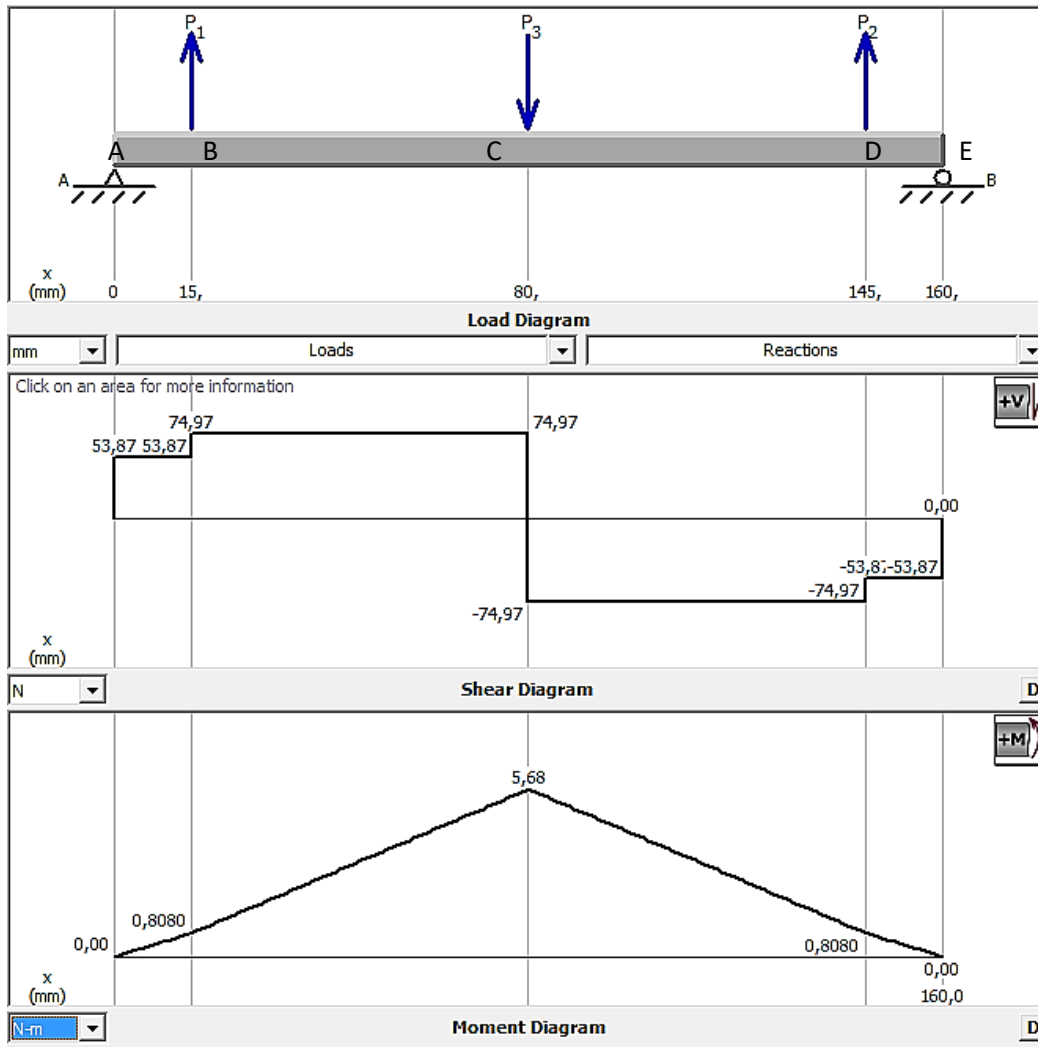 P1 P3 P2
A B C D E
A B
x
(mm) 0 15, 80, 145, 160,
Load Diagram
mm Loads Reactions
Click on an area for more information
+V
74,97 74,97
53,87 53,87
0,00
-53,87 -53,87
-74,97
-74,97
x
(mm)
N Shear Diagram D
+M
5,68
0,8080
0,00
0,8080
0,00
x
(mm) 160,0
N-m Moment Diagram D